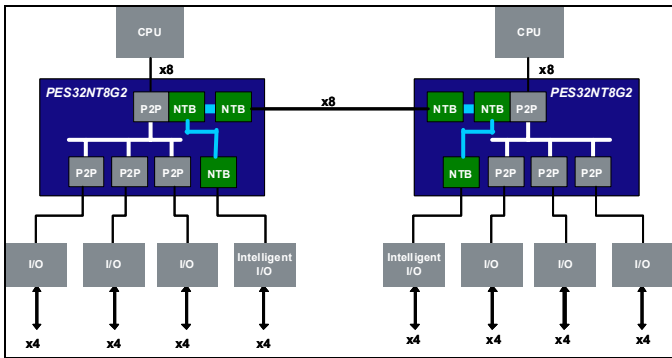 CPU
CPU
x8
x8
PES32NT8G2
PES32NT8G2
P2P
NTB
NTB
x8
NTB
NTB
P2P
P2P
P2P
P2P
NTB
NTB
P2P
P2P
P2P
I/O
I/O
I/O
Intelligent
I/O
Intelligent
I/O
I/O
I/O
I/O
x4
x4
x4
x4
x4
x4
x4
x4